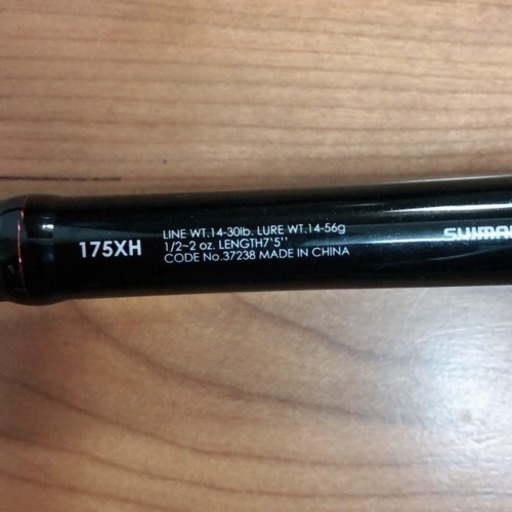 175XH
LINE WT.14-30lb. LURE WT.14-56g
1/2~2 oz. LENGTH7'5''
CODE No.37238 MADE IN CHINA